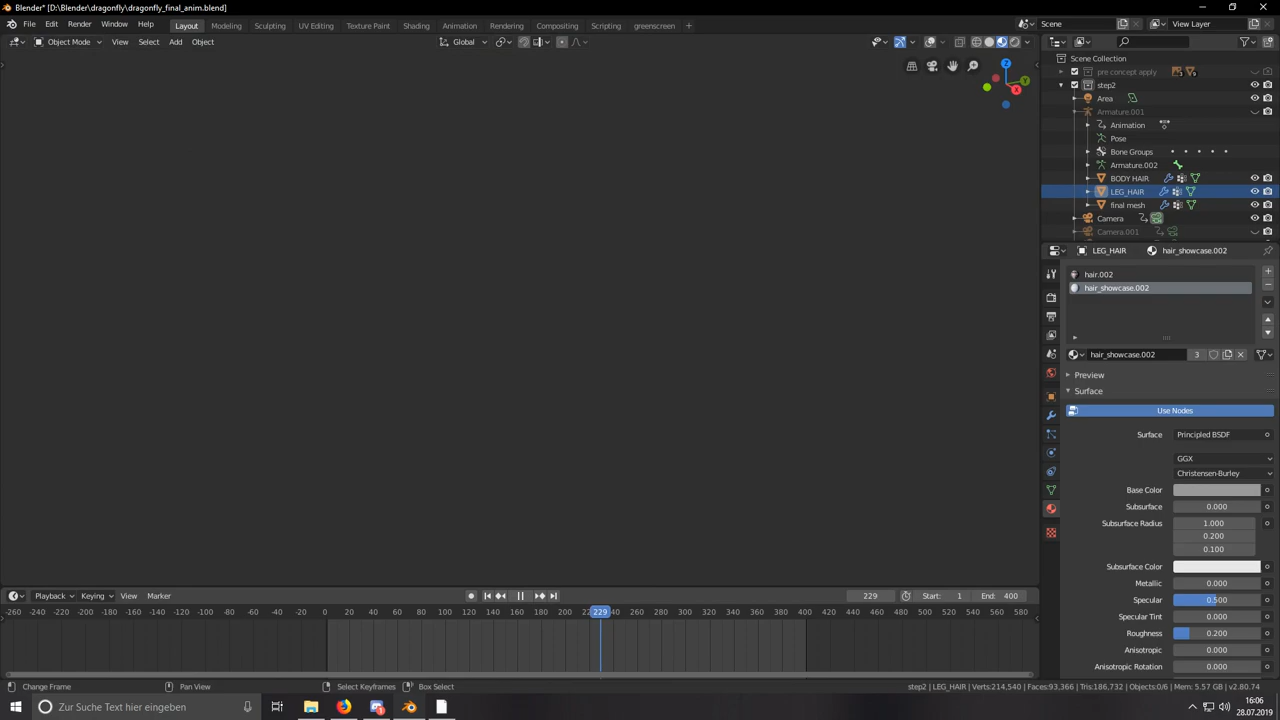 Blender* [D:\Blender\dragonfly\dragonfly_final_anim.blend]
File Edit Render Window Help Layout Modeling Sculpting UV Editing Texture Paint Shading Animation Rendering Compositing Scripting greenscreen + Scene View Layer
Object Mode View Select Add Object Global
Scene Collection
pre concept apply
step2
Area
Armature.001
Animation
Pose
Bone Groups
Armature.002
BODY HAIR
LEG_HAIR
final mesh
Camera
Camera.001
LEG_HAIR hair_showcase.002
hair.002
hair_showcase.002
hair_showcase.002 3
Preview
Surface
Use Nodes
Surface Principled BSDF
GGX
Christensen-Burley
Base Color
Subsurface 0.000
Subsurface Radius 1.000
0.200
0.100
Subsurface Color
Metallic 0.000
Specular 0.500
Specular Tint 0.000
Roughness 0.200
Anisotropic 0.000
Anisotropic Rotation 0.000
Z
Y
X
Playback Keying View Marker 229 Start: 1 End: 400
-260 -240 -220 -200 -180 -160 -140 -120 -100 -80 -60 -40 -20 0 20 40 60 80 100 120 140 160 180 200 229 240 260 280 300 320 340 360 380 400 420 440 460 480 500 520 540 560 580
Change Frame Pan View Select Keyframes Box Select step2 | LEG_HAIR | Verts:214,540 | Faces:93,366 | Tris:186,732 | Objects:0/6 | Mem: 5.57 GB | v2.80.74
Zur Suche Text hier eingeben
16:06
28.07.2019